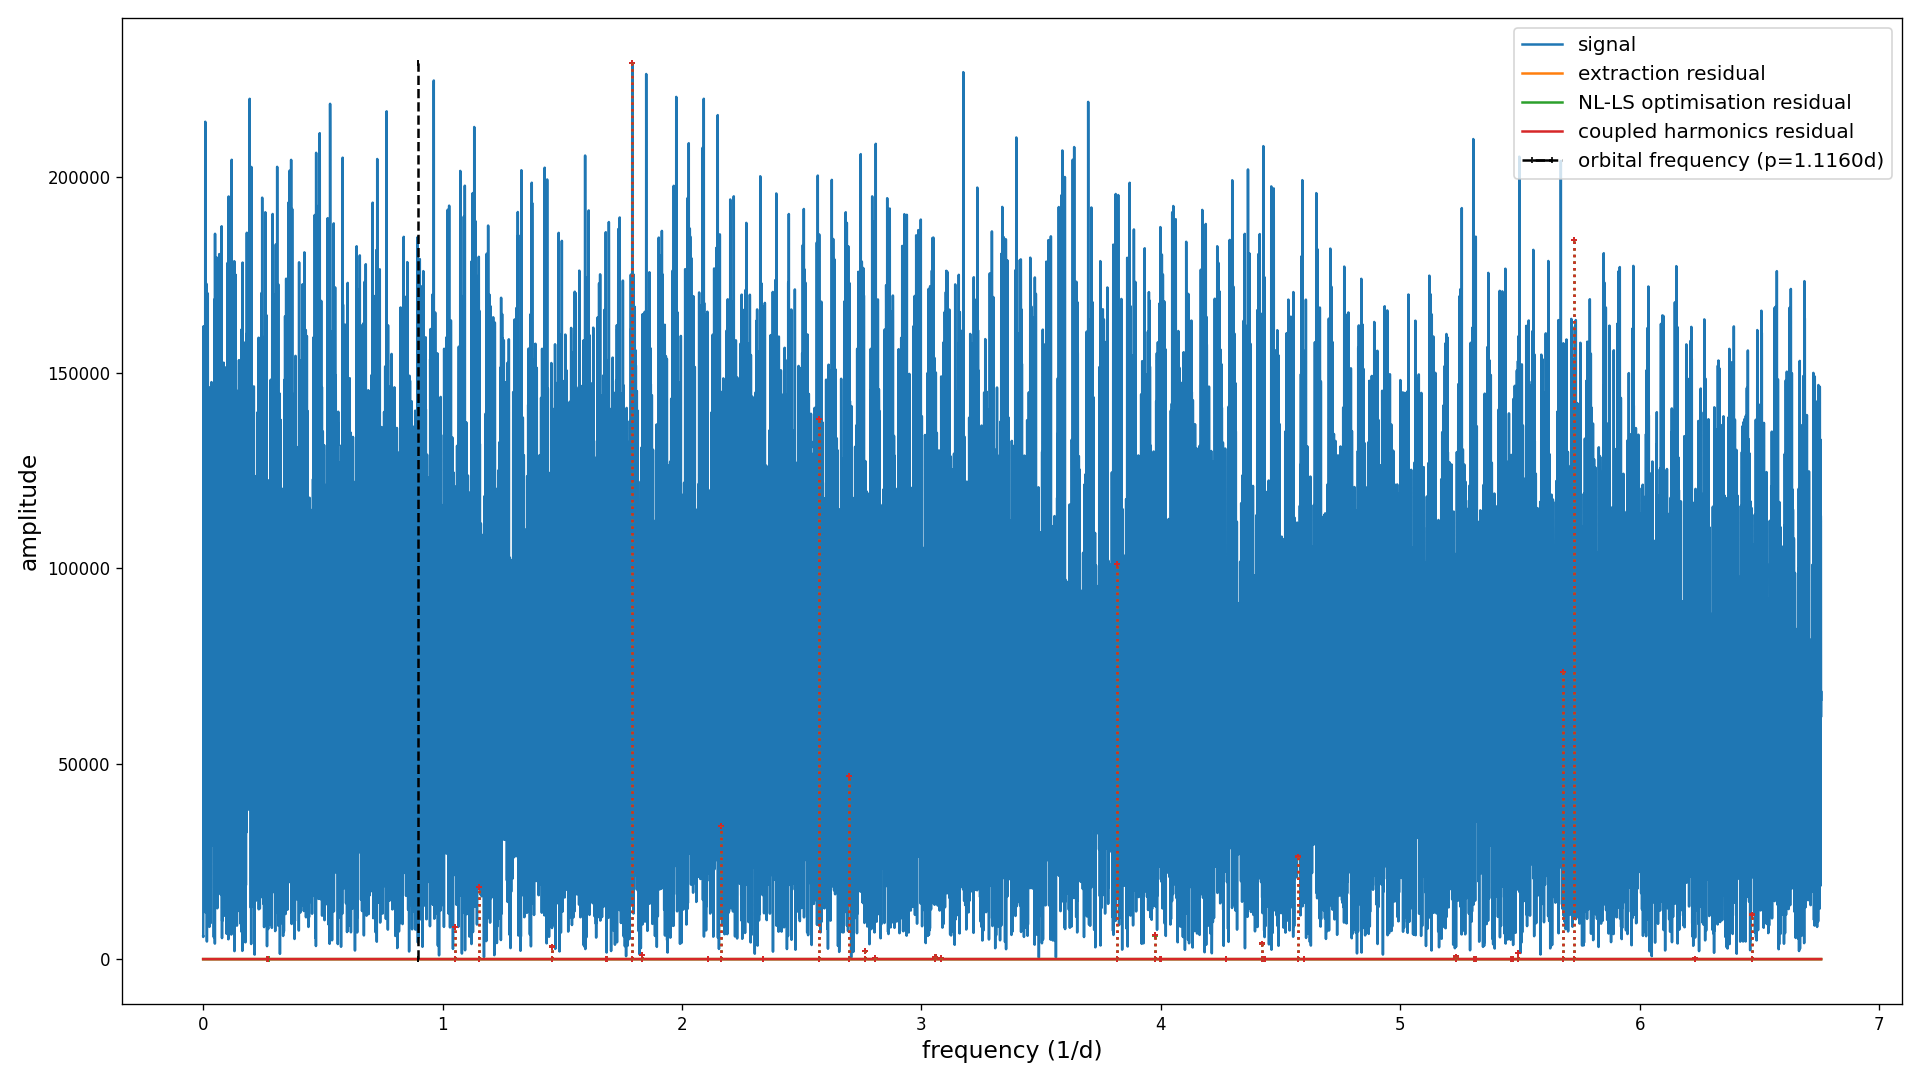 signal
extraction residual
NL-LS optimisation residual
coupled harmonics residual
orbital frequency (p=1.1160d)
amplitude
200000
150000
100000
50000
0
0 1 2 3 4 5 6 7
frequency (1/d)